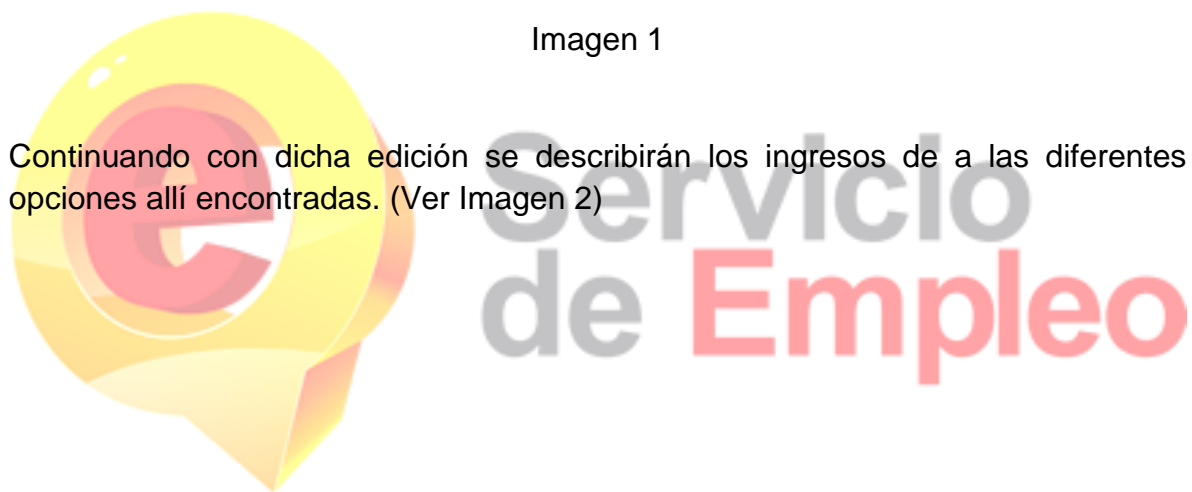 Imagen 1
Continuando con dicha edición se describirán los ingresos de a las diferentes
opciones allí encontradas. (Ver Imagen 2)
e
Servicio
de Empleo